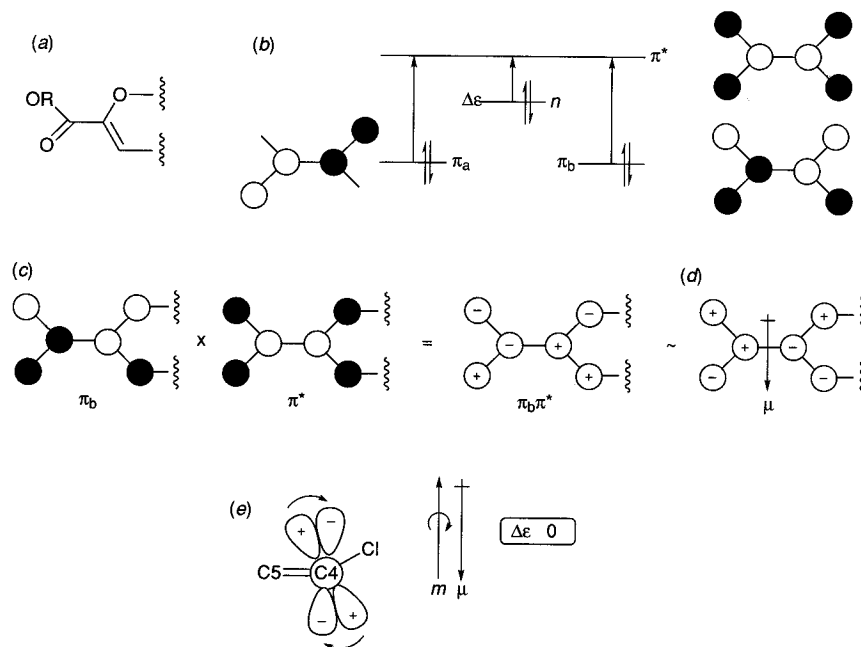 (a)
OR
O
O
(b)
π*
Δε
n
πa
πb
(c)
x
=
~
πb
π*
πbπ*
− − + − + +
(d)
+ + + − − −
μ
(e)
+ −
Cl
C5 C4
− +
m μ
Δε 0